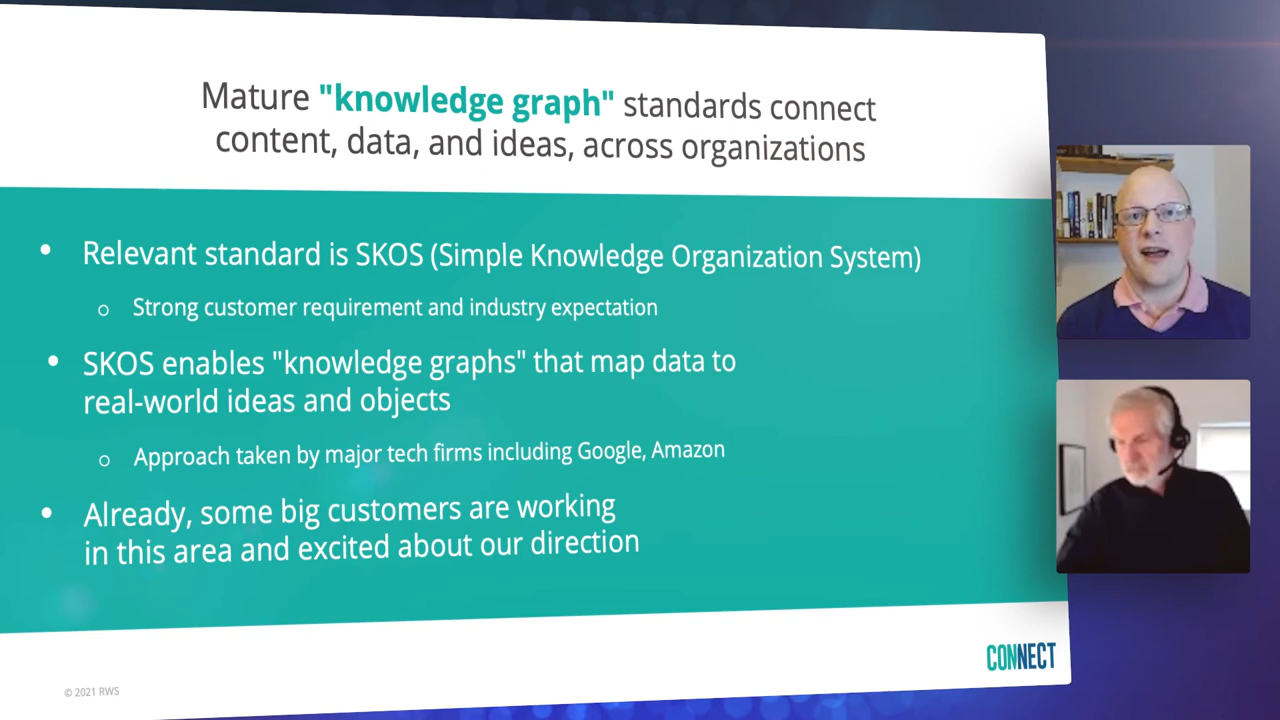 Mature "knowledge graph" standards connect
content, data, and ideas, across organizations
• Relevant standard is SKOS (Simple Knowledge Organization System)
○ Strong customer requirement and industry expectation
• SKOS enables "knowledge graphs" that map data to
real-world ideas and objects
○ Approach taken by major tech firms including Google, Amazon
• Already, some big customers are working
in this area and excited about our direction
CONNECT
© 2021 RWS